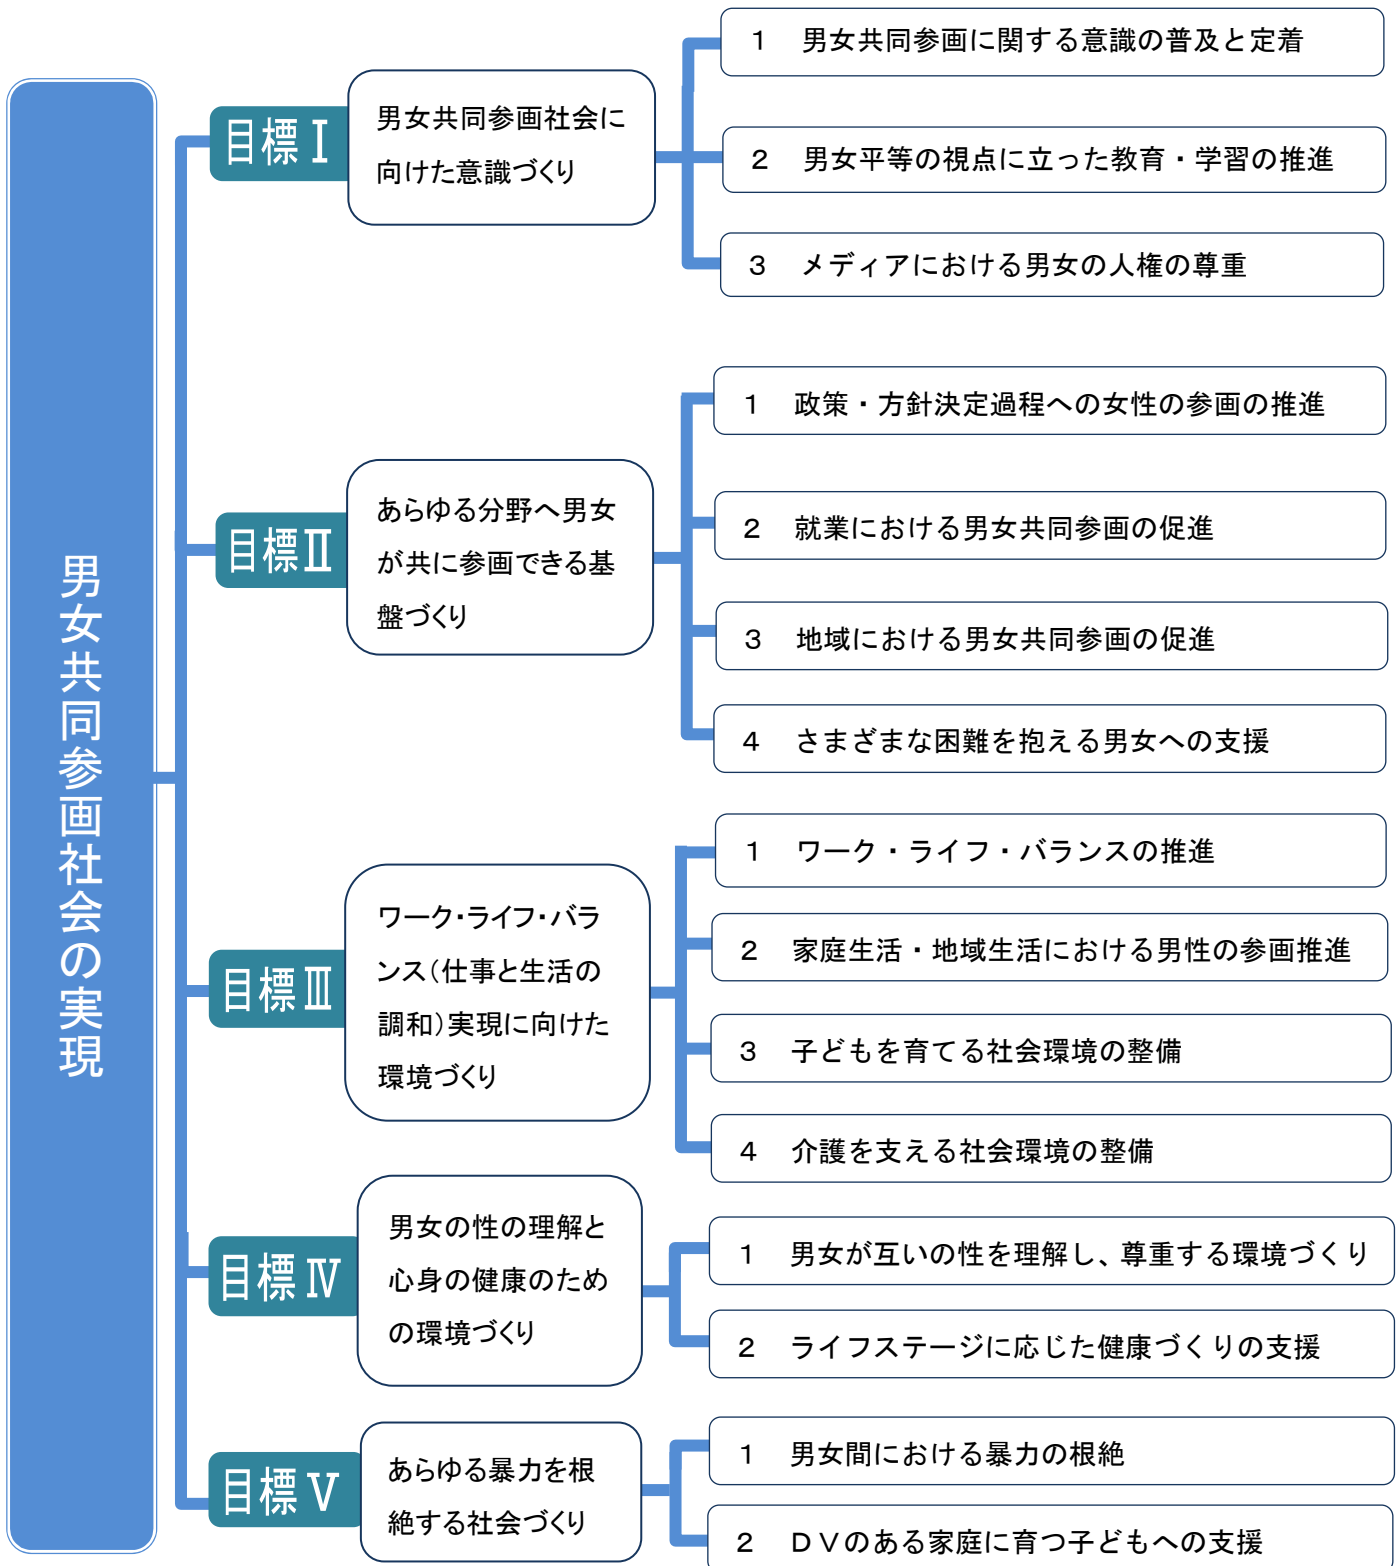 男女共同参画社会の実現
目標Ⅰ
男女共同参画社会に
向けた意識づくり
1 男女共同参画に関する意識の普及と定着
2 男女平等の視点に立った教育・学習の推進
3 メディアにおける男女の人権の尊重
目標Ⅱ
あらゆる分野へ男女
が共に参画できる基
盤づくり
1 政策・方針決定過程への女性の参画の推進
2 就業における男女共同参画の促進
3 地域における男女共同参画の促進
4 さまざまな困難を抱える男女への支援
目標Ⅲ
ワーク・ライフ・バラ
ンス(仕事と生活の
調和)実現に向けた
環境づくり
1 ワーク・ライフ・バランスの推進
2 家庭生活・地域生活における男性の参画推進
3 子どもを育てる社会環境の整備
4 介護を支える社会環境の整備
目標Ⅳ
男女の性の理解と
心身の健康のため
の環境づくり
1 男女が互いの性を理解し、尊重する環境づくり
2 ライフステージに応じた健康づくりの支援
目標Ⅴ
あらゆる暴力を根
絶する社会づくり
1 男女間における暴力の根絶
2 ＤＶのある家庭に育つ子どもへの支援